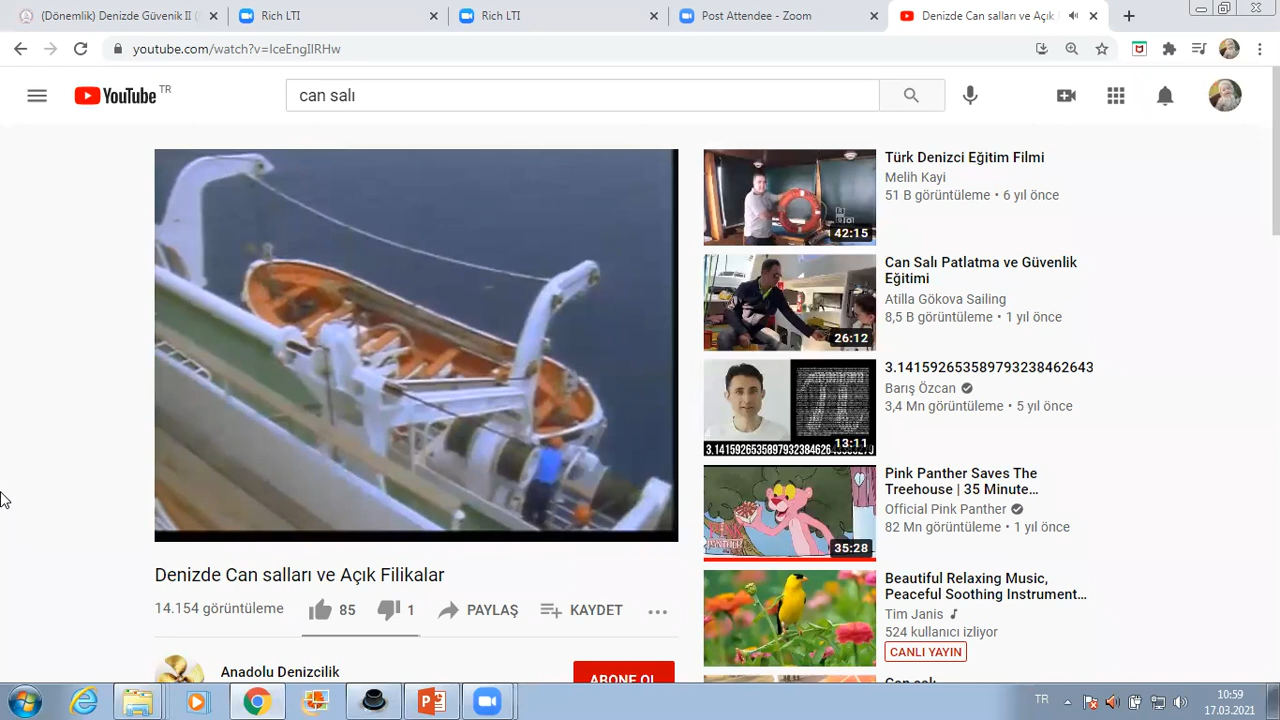 (Dönemlik) Denizde Güvenik II (
Rich LTI
Rich LTI
Post Attendee - Zoom
Denizde Can salları ve Açık
youtube.com/watch?v=IceEngIlRHw
YouTube TR
can salı
Türk Denizci Eğitim Filmi
Melih Kayi
51 B görüntüleme • 6 yıl önce
42:15
Can Salı Patlatma ve Güvenlik
Eğitimi
Atilla Gökova Sailing
8,5 B görüntüleme • 1 yıl önce
26:12
3.141592653589793238462643
Barış Özcan
3,4 Mn görüntüleme • 5 yıl önce
13:11
Pink Panther Saves The
Treehouse | 35 Minute…
Official Pink Panther
82 Mn görüntüleme • 1 yıl önce
35:28
Beautiful Relaxing Music,
Peaceful Soothing Instrument…
Tim Janis
524 kullanıcı izliyor
CANLI YAYIN
Denizde Can salları ve Açık Filikalar
14.154 görüntüleme
85
1
PAYLAŞ
KAYDET
Anadolu Denizcilik
ABONE OL
Can salı
TR
10:59
17.03.2021